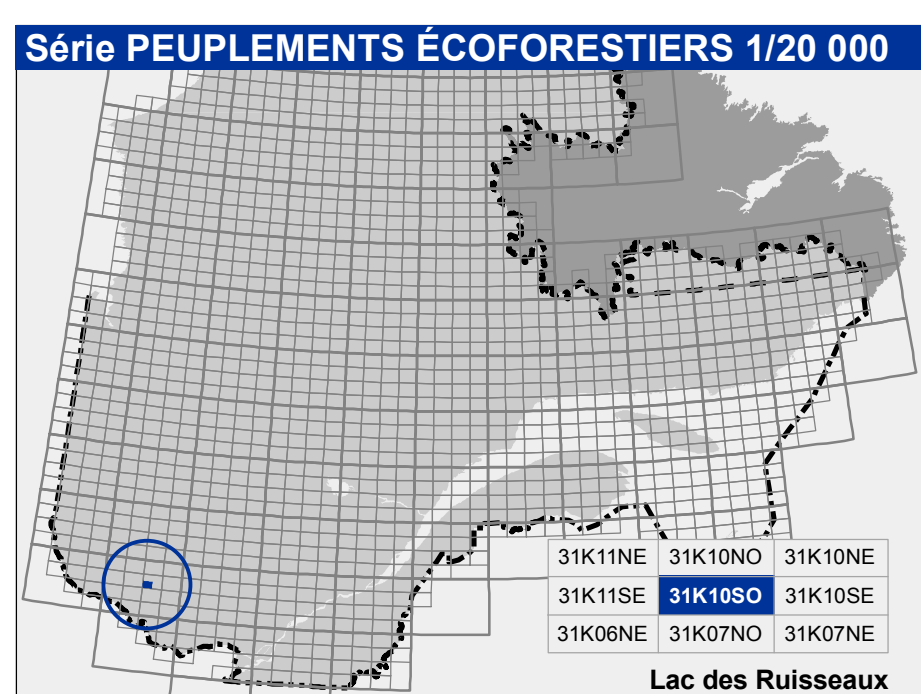 Série PEUPLEMENTS ÉCOFORESTIERS 1/20 000
31K11NE 31K10NO 31K10NE
31K11SE 31K10SO 31K10SE
31K06NE 31K07NO 31K07NE
Lac des Ruisseaux